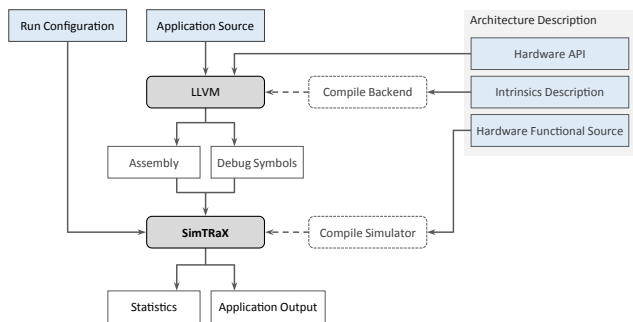 Run Configuration
Application Source
Architecture Description
Hardware API
LLVM
Compile Backend
Intrinsics Description
Hardware Functional Source
Assembly
Debug Symbols
SimTRaX
Compile Simulator
Statistics
Application Output